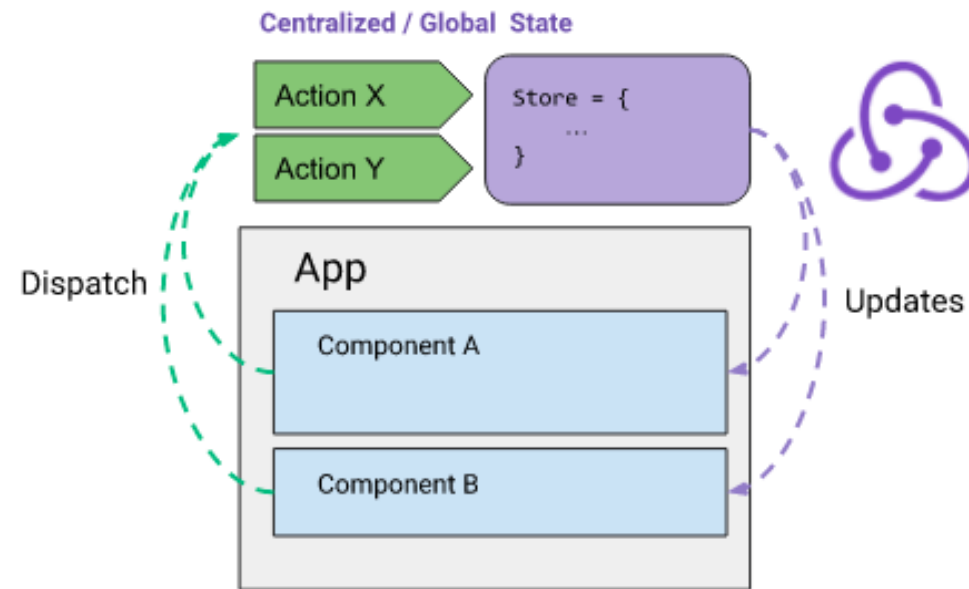 Centralized / Global State
Action X
Action Y
Store = {
...
}
App
Dispatch
Component A
Updates
Component B